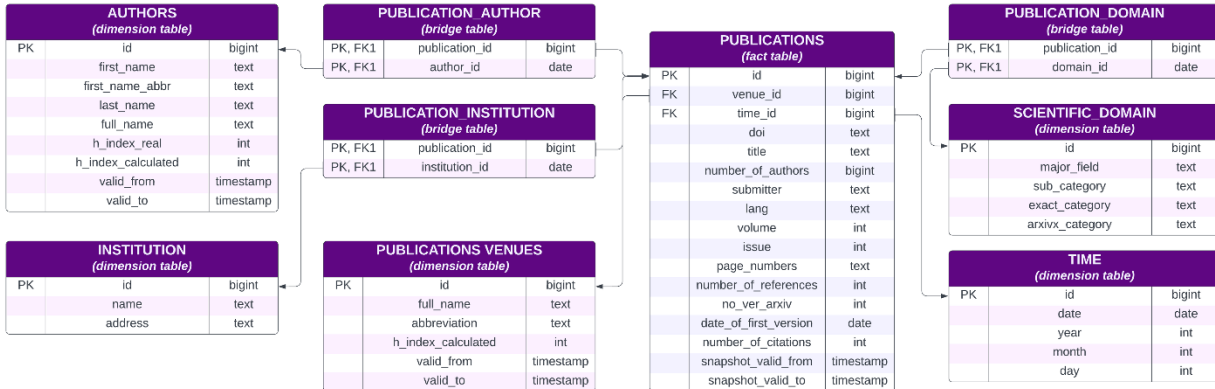 AUTHORS
(dimension table)
PK id bigint
first_name text
first_name_abbr text
last_name text
full_name text
h_index_real int
h_index_calculated int
valid_from timestamp
valid_to timestamp
INSTITUTION
(dimension table)
PK id bigint
name text
address text
PUBLICATION_AUTHOR
(bridge table)
PK, FK1 publication_id bigint
PK, FK1 author_id date
PUBLICATION_INSTITUTION
(bridge table)
PK, FK1 publication_id bigint
PK, FK1 institution_id date
PUBLICATIONS VENUES
(dimension table)
PK id bigint
full_name text
abbreviation text
h_index_calculated int
valid_from timestamp
valid_to timestamp
PUBLICATIONS
(fact table)
PK id bigint
FK venue_id bigint
FK time_id bigint
doi text
title text
number_of_authors bigint
submitter text
lang text
volume int
issue int
page_numbers text
number_of_references int
no_ver_arxiv int
date_of_first_version date
number_of_citations int
snapshot_valid_from timestamp
snapshot_valid_to timestamp
PUBLICATION_DOMAIN
(bridge table)
PK, FK1 publication_id bigint
PK, FK1 domain_id date
SCIENTIFIC_DOMAIN
(dimension table)
PK id bigint
major_field text
sub_category text
exact_category text
arxivx_category text
TIME
(dimension table)
PK id bigint
date date
year int
month int
day int